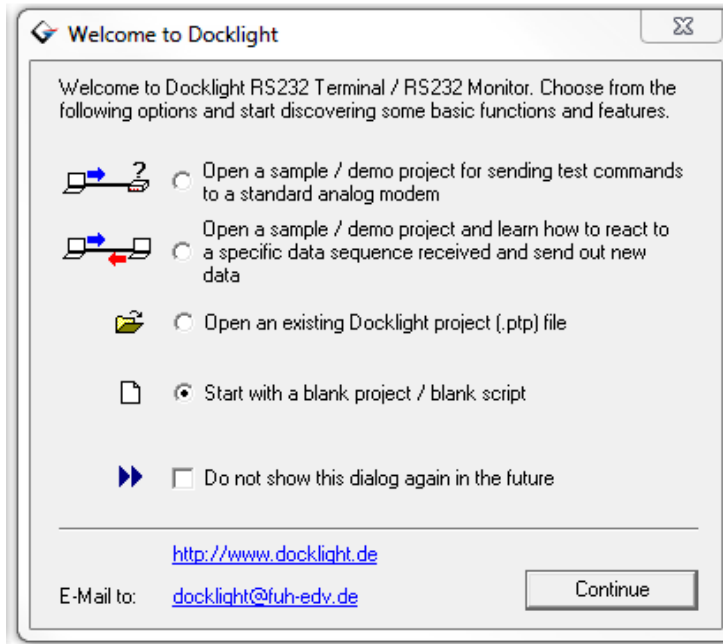 Welcome to Docklight
Welcome to Docklight RS232 Terminal / RS232 Monitor. Choose from the
following options and start discovering some basic functions and features.
Open a sample / demo project for sending test commands
to a standard analog modem
Open a sample / demo project and learn how to react to
a specific data sequence received and send out new
data
Open an existing Docklight project (.ptp) file
Start with a blank project / blank script
Do not show this dialog again in the future
http://www.docklight.de
E-Mail to: docklight@fuh-edv.de
Continue